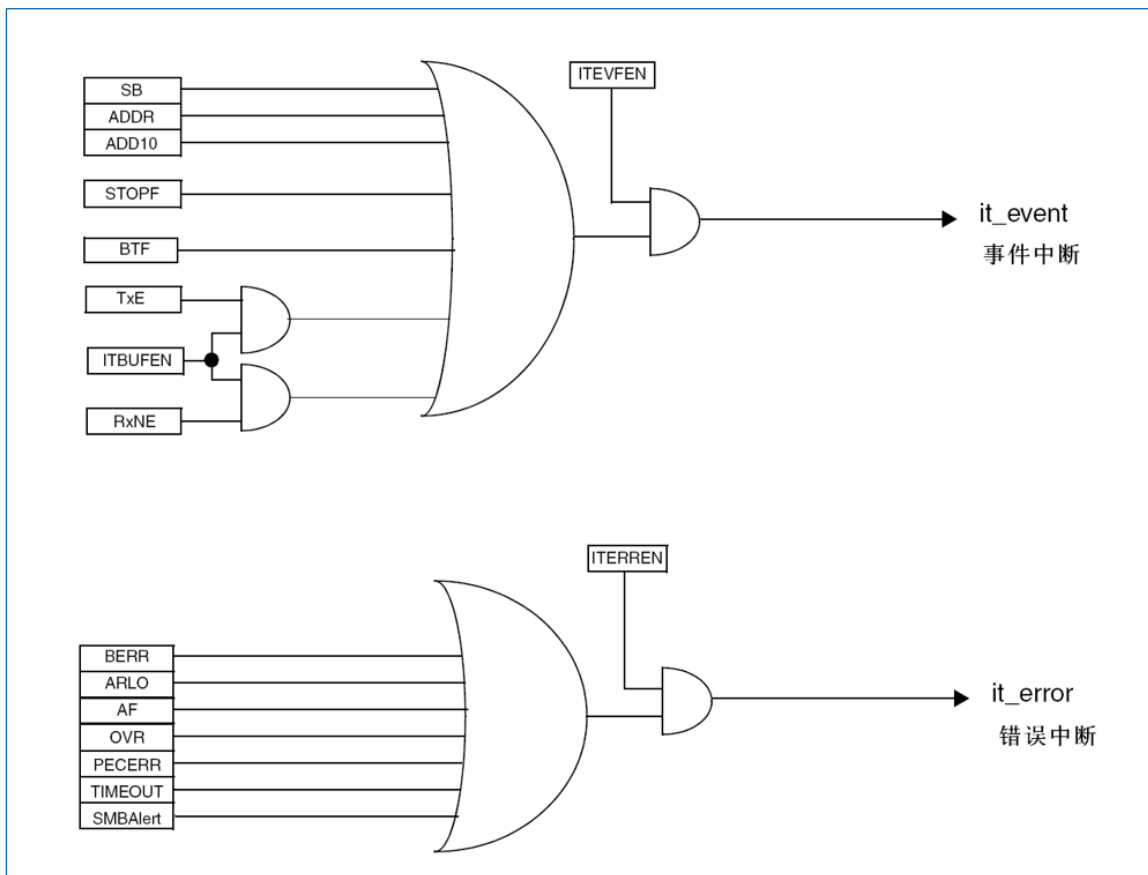 SB
ADDR
ADD10
STOPF
BTF
TxE
ITBUFEN
RxNE
ITEVFEN
it_event
事件中断
BERR
ARLO
AF
OVR
PECERR
TIMEOUT
SMBAlert
ITERREN
it_error
错误中断